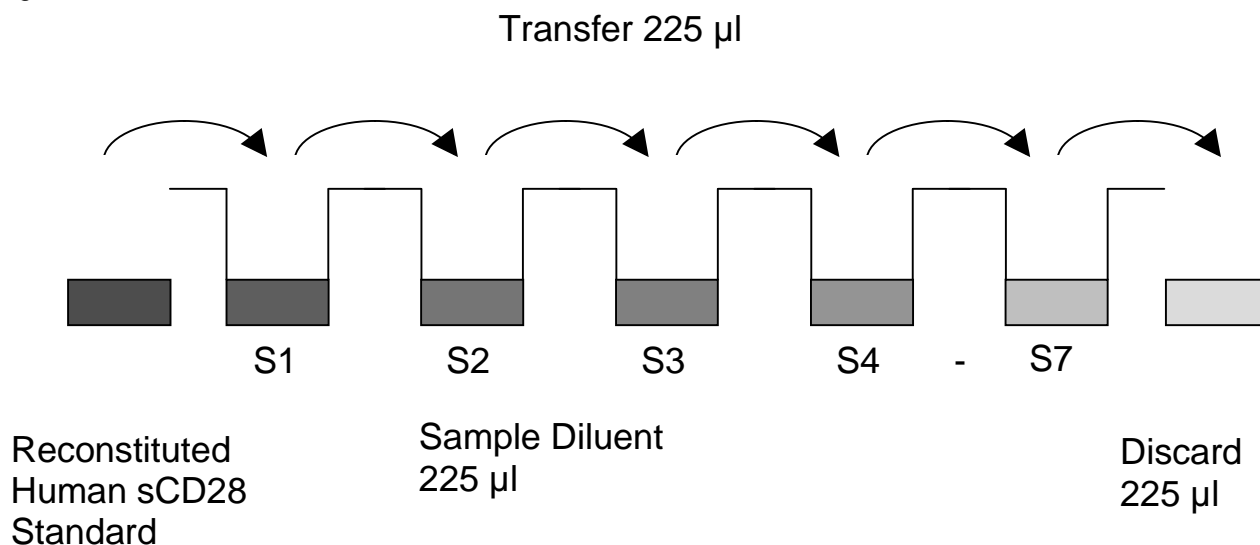 Transfer 225 µl
S1 S2 S3 S4 - S7
Reconstituted
Human sCD28
Standard
Sample Diluent
225 µl
Discard
225 µl